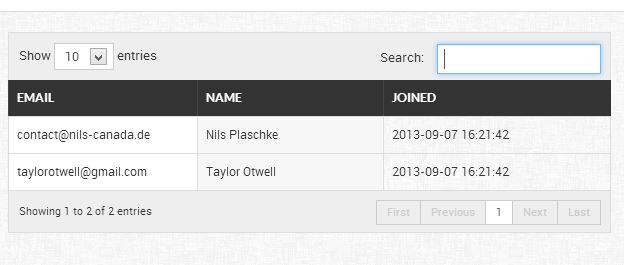 Show 10 entries Search:
EMAIL NAME JOINED
contact@nils-canada.de Nils Plaschke 2013-09-07 16:21:42
taylorotwell@gmail.com Taylor Otwell 2013-09-07 16:21:42
Showing 1 to 2 of 2 entries First Previous 1 Next Last